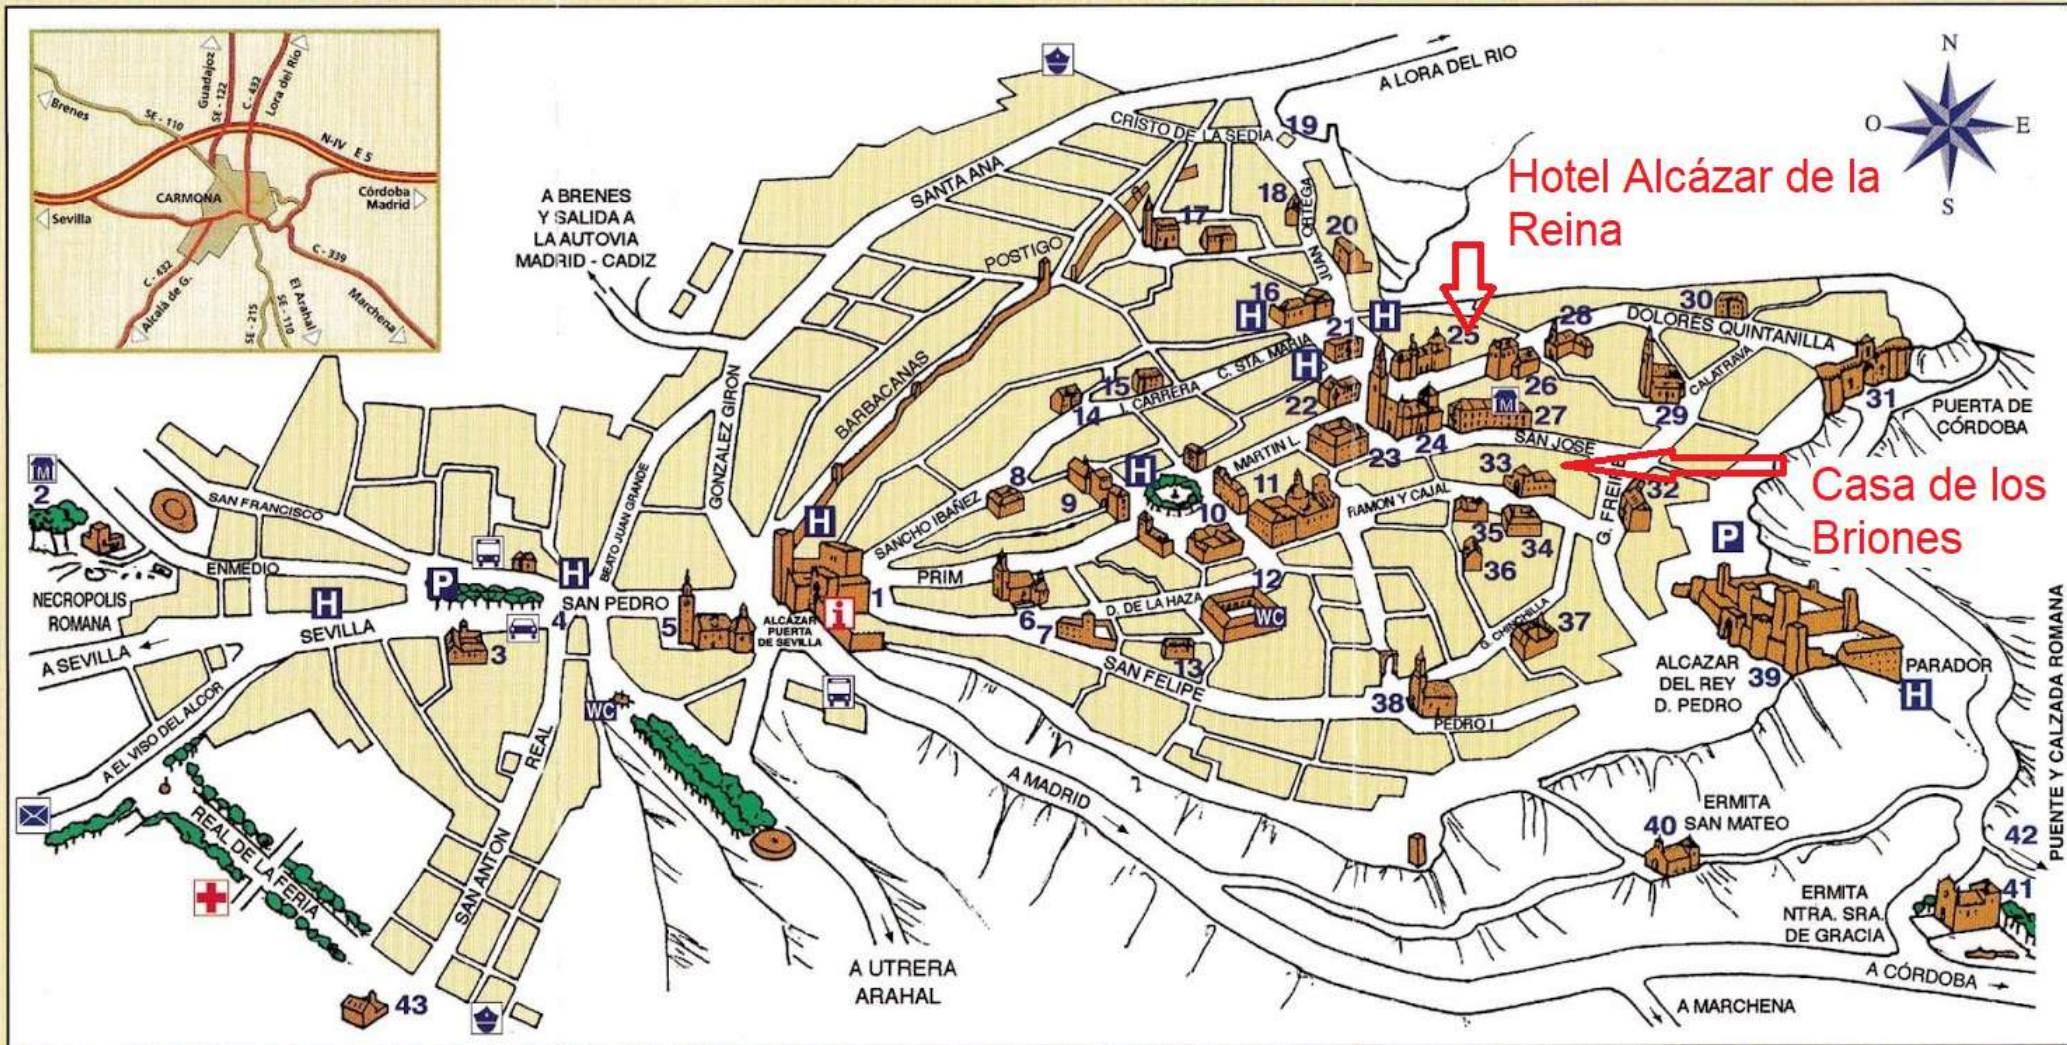 Guadajoz
SE - 122
C - 432
Lora del Río
Brenes
SE - 110
N-IV E 5
CARMONA
Córdoba
Madrid
Sevilla
C - 432
Alcalá de G.
SE - 215
SE - 110
El Arahal
C - 339
Marchena
N
O
E
S
A LORA DEL RIO
CRISTO DE LA SEDIA
19
SANTA ANA
Hotel Alcázar de la
Reina
A BRENES
Y SALIDA A
LA AUTOVIA
MADRID - CADIZ
18
JUAN ORTEGA
17
20
POSTIGO
16
H
H
21
25
28
30
DOLORES QUINTANILLA
BARBACANAS
C. STA. MARIA
H
15
J. CARRERA
14
22
26
CALATRAVA
31
PUERTA DE
CÓRDOBA
GONZALEZ GIRON
M
27
29
MARTIN L.
23
24
SAN JOSE
M
2
BEATO JUAN GRANDE
H
8
9
SANCHO IBAÑEZ
11
10
33
32
Casa de los
Briones
RAMON Y CAJAL
G. FREIRE
35
34
36
P
SAN FRANCISCO
ENMEDIO
NECROPOLIS
ROMANA
H
SEVILLA
P
H
4
SAN PEDRO
5
H
1
i
ALCÁZAR
PUERTA
DE SEVILLA
PRIM
6
7
D. DE LA HAZA
12
WC
13
SAN FELIPE
G. CHINCHILLA
37
38
PEDRO I
ALCAZAR
DEL REY
D. PEDRO
39
PARADOR
H
A SEVILLA
3
A EL VISO DEL ALCOR
WC
REAL
SAN ANTON
REAL DE LA FERIA
A MADRID
ERMITA
SAN MATEO
40
PUENTE Y CALZADA ROMANA
42
41
ERMITA
NTRA. SRA.
DE GRACIA
A UTRERA
ARAHAL
A CÓRDOBA
A MARCHENA
43